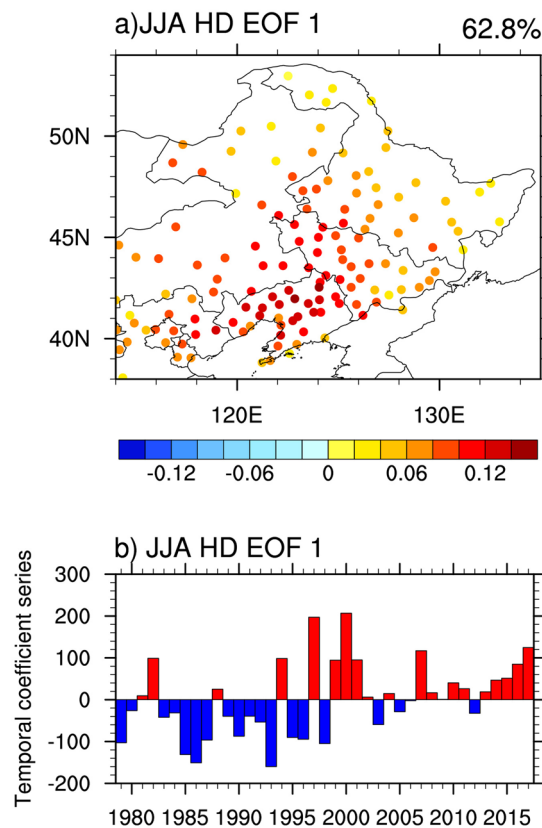 a)JJA HD EOF 1
62.8%
50N
45N
40N
120E 130E
-0.12 -0.06 0 0.06 0.12
b) JJA HD EOF 1
Temporal coefficient series
300
200
100
0
-100
-200
1980 1985 1990 1995 2000 2005 2010 2015